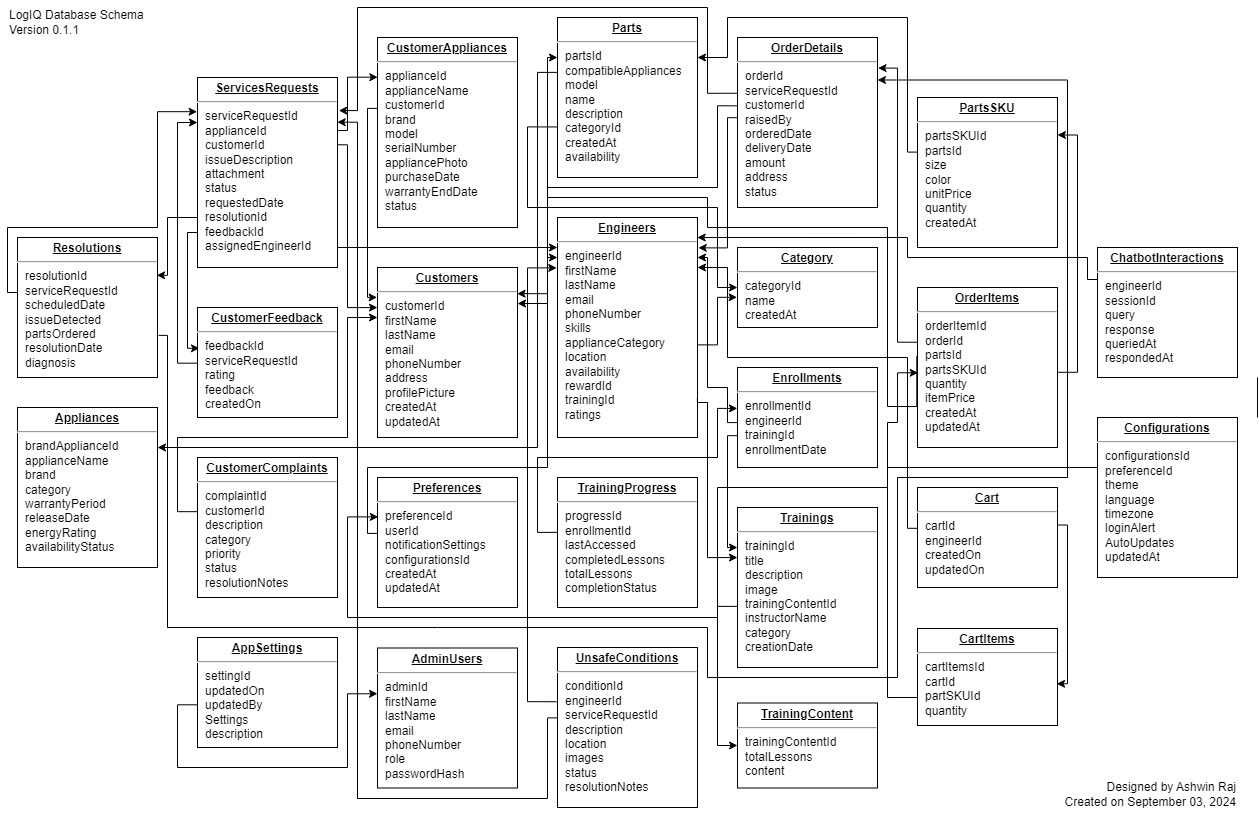 LogIQ Database Schema
Version 0.1.1
ServicesRequests
serviceRequestId
applianceId
customerId
issueDescription
attachment
status
requestedDate
resolutionId
feedbackId
assignedEngineerId
CustomerAppliances
applianceId
applianceName
customerId
brand
model
serialNumber
appliancePhoto
purchaseDate
warrantyEndDate
status
Parts
partsId
compatibleAppliances
model
name
description
categoryId
createdAt
availability
OrderDetails
orderId
serviceRequestId
customerId
raisedBy
orderedDate
deliveryDate
amount
address
status
PartsSKU
partsSKUId
partsId
size
color
unitPrice
quantity
createdAt
Resolutions
resolutionId
serviceRequestId
scheduledDate
issueDetected
partsOrdered
resolutionDate
diagnosis
CustomerFeedback
feedbackId
serviceRequestId
rating
feedback
createdOn
Customers
customerId
firstName
lastName
email
phoneNumber
address
profilePicture
createdAt
updatedAt
Engineers
engineerId
firstName
lastName
email
phoneNumber
skills
applianceCategory
location
availability
rewardId
trainingId
ratings
Category
categoryId
name
createdAt
OrderItems
orderItemId
orderId
partsId
partsSKUId
quantity
itemPrice
createdAt
updatedAt
ChatbotInteractions
engineerId
sessionId
query
response
queriedAt
respondedAt
Appliances
brandApplianceId
applianceName
brand
category
warrantyPeriod
releaseDate
energyRating
availabilityStatus
CustomerComplaints
complaintId
customerId
description
category
priority
status
resolutionNotes
Preferences
preferenceId
userId
notificationSettings
configurationsId
createdAt
updatedAt
TrainingProgress
progressId
enrollmentId
lastAccessed
completedLessons
totalLessons
completionStatus
Enrollments
enrollmentId
engineerId
trainingId
enrollmentDate
Trainings
trainingId
title
description
image
trainingContentId
instructorName
category
creationDate
Cart
cartId
engineerId
createdOn
updatedOn
Configurations
configurationsId
preferenceId
theme
language
timezone
loginAlert
AutoUpdates
updatedAt
AppSettings
settingId
updatedOn
updatedBy
Settings
description
AdminUsers
adminId
firstName
lastName
email
phoneNumber
role
passwordHash
UnsafeConditions
conditionId
engineerId
serviceRequestId
description
location
images
status
resolutionNotes
TrainingContent
trainingContentId
totalLessons
content
CartItems
cartItemsId
cartId
partSKUId
quantity
Designed by Ashwin Raj
Created on September 03, 2024